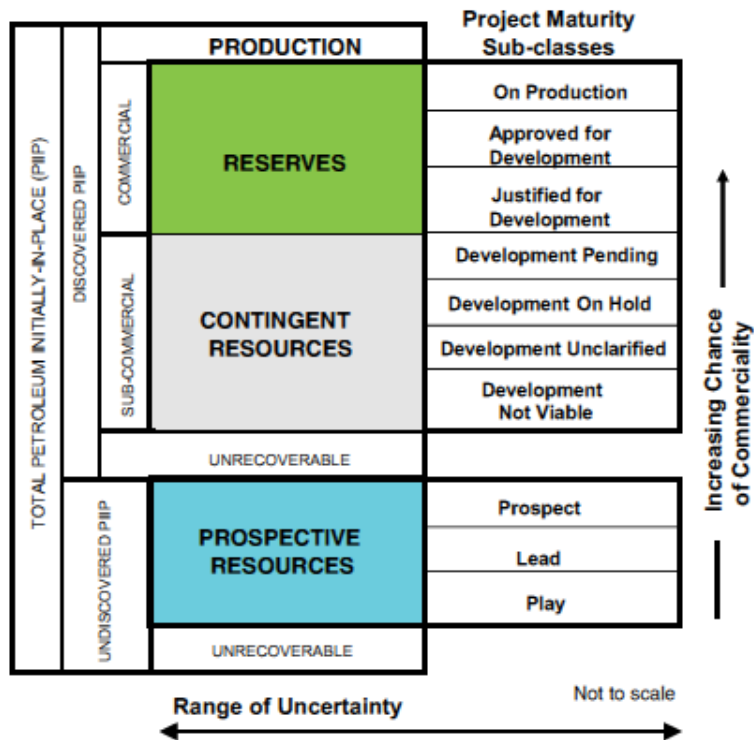 PRODUCTION
Project Maturity
Sub-classes
TOTAL PETROLEUM INITIALLY-IN-PLACE (PIIP)
DISCOVERED PIIP
COMMERCIAL
RESERVES
On Production
Approved for
Development
Justified for
Development
SUB-COMMERCIAL
CONTINGENT
RESOURCES
Development Pending
Development On Hold
Development Unclarified
Development
Not Viable
UNRECOVERABLE
UNDISCOVERED PIIP
PROSPECTIVE
RESOURCES
Prospect
Lead
Play
UNRECOVERABLE
Increasing Chance
of Commerciality
Range of Uncertainty
Not to scale